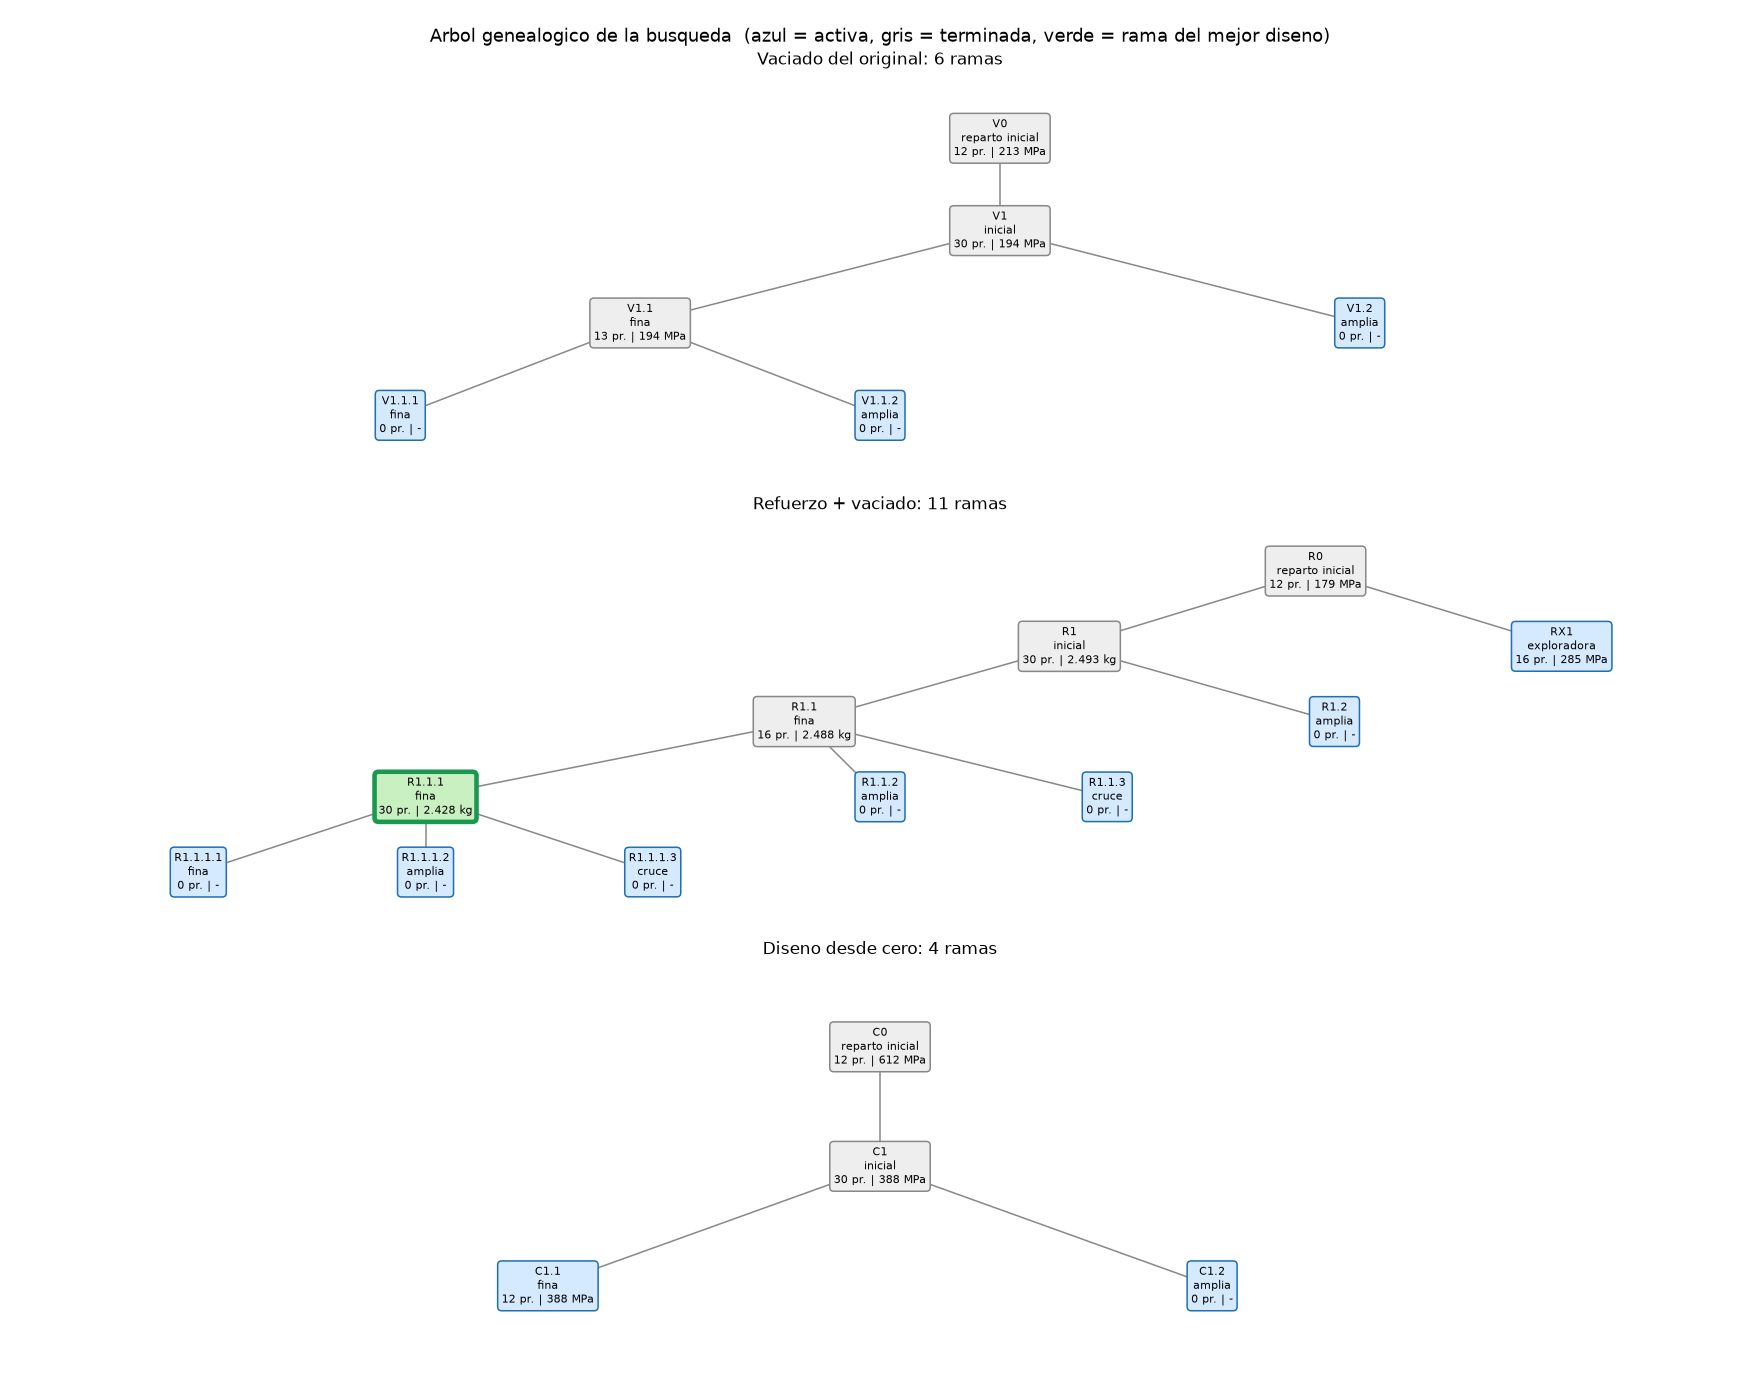 Arbol genealogico de la busqueda  (azul = activa, gris = terminada, verde = rama del mejor diseno)
Vaciado del original: 6 ramas
V0
reparto inicial
12 pr. | 213 MPa
V1
inicial
30 pr. | 194 MPa
V1.1
fina
13 pr. | 194 MPa
V1.2
amplia
0 pr. | -
V1.1.1
fina
0 pr. | -
V1.1.2
amplia
0 pr. | -
Refuerzo + vaciado: 11 ramas
R0
reparto inicial
12 pr. | 179 MPa
R1
inicial
30 pr. | 2.493 kg
RX1
exploradora
16 pr. | 285 MPa
R1.1
fina
16 pr. | 2.488 kg
R1.2
amplia
0 pr. | -
R1.1.1
fina
30 pr. | 2.428 kg
R1.1.2
amplia
0 pr. | -
R1.1.3
cruce
0 pr. | -
R1.1.1.1
fina
0 pr. | -
R1.1.1.2
amplia
0 pr. | -
R1.1.1.3
cruce
0 pr. | -
Diseno desde cero: 4 ramas
C0
reparto inicial
12 pr. | 612 MPa
C1
inicial
30 pr. | 388 MPa
C1.1
fina
12 pr. | 388 MPa
C1.2
amplia
0 pr. | -